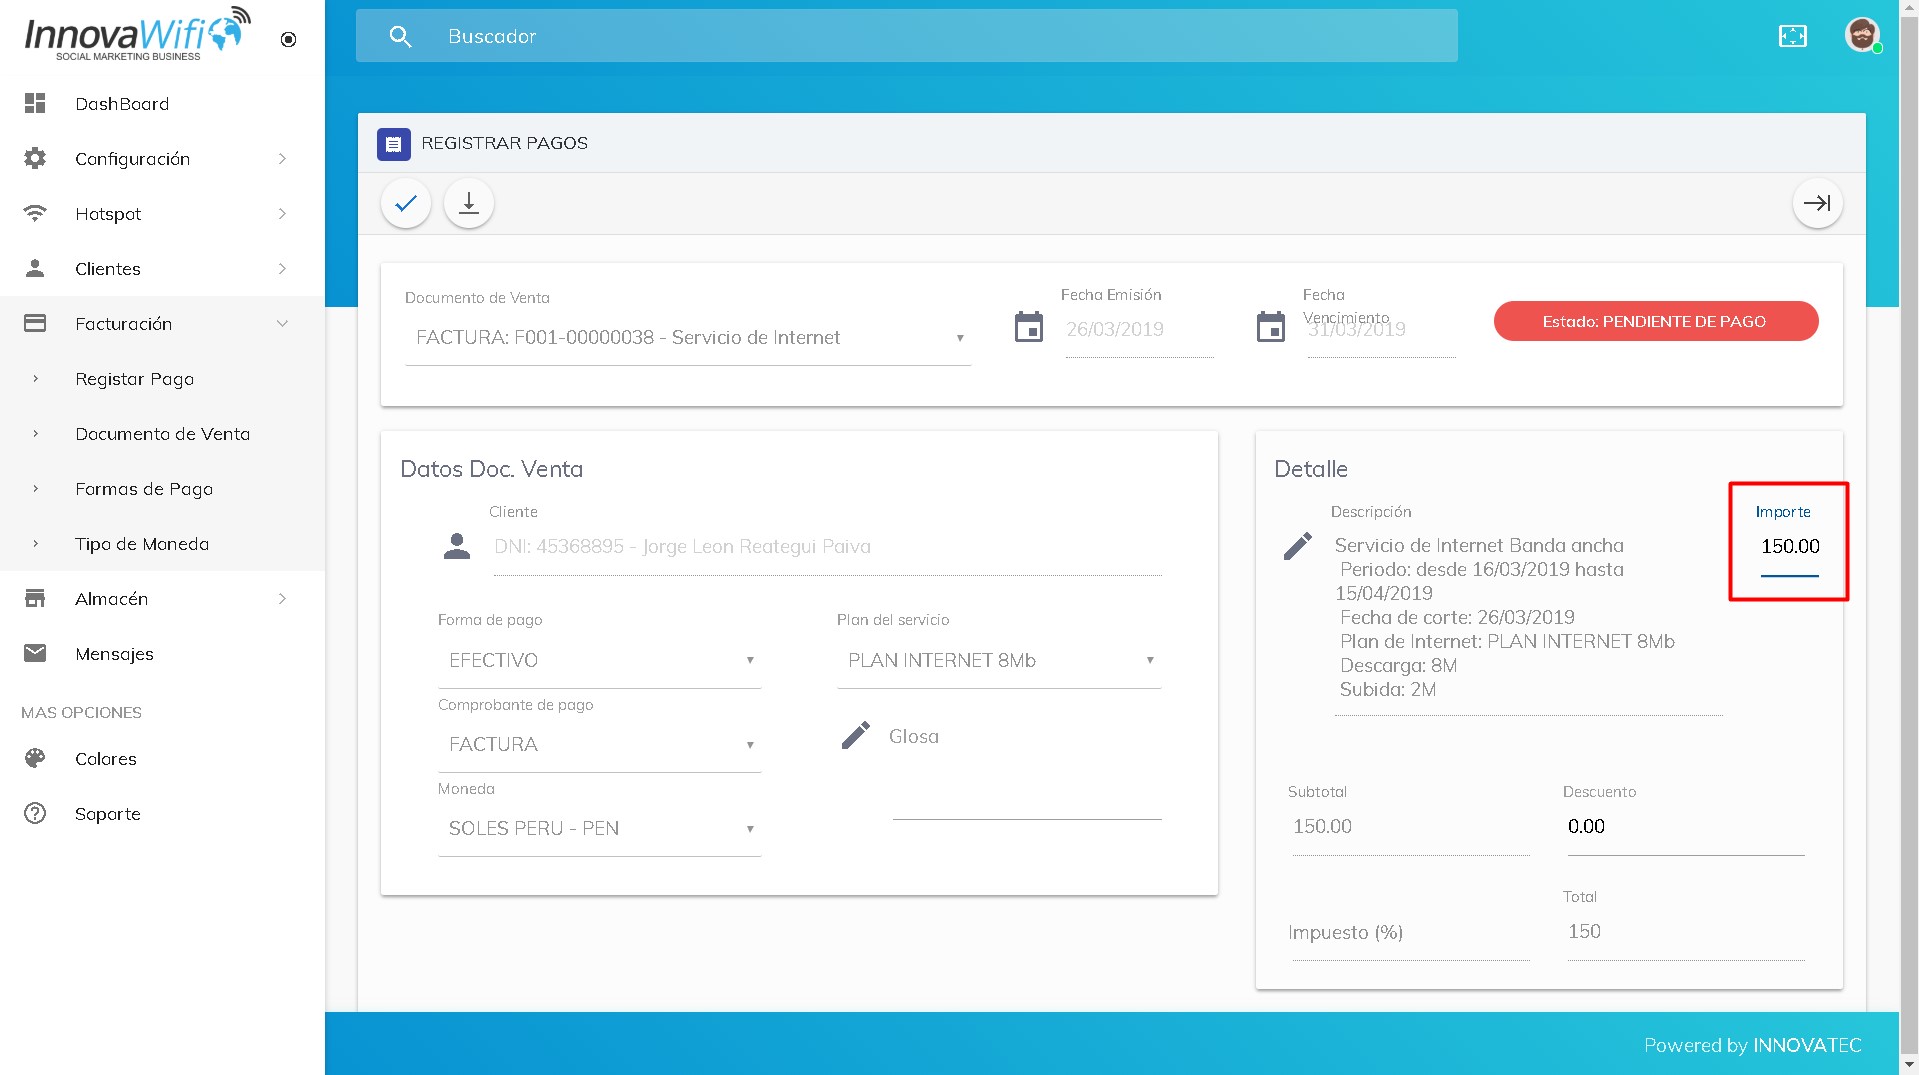 InnovaWifi
SOCIAL MARKETING BUSINESS
Buscador
DashBoard
Configuración
Hotspot
Clientes
Facturación
Registar Pago
Documento de Venta
Formas de Pago
Tipo de Moneda
Almacén
Mensajes
MAS OPCIONES
Colores
Soporte
REGISTRAR PAGOS
Documento de Venta
FACTURA: F001-00000038 - Servicio de Internet
Fecha Emisión
26/03/2019
Fecha
Vencimiento
31/03/2019
Estado: PENDIENTE DE PAGO
Datos Doc. Venta
Cliente
DNI: 45368895 - Jorge Leon Reategui Paiva
Forma de pago
EFECTIVO
Plan del servicio
PLAN INTERNET 8Mb
Comprobante de pago
FACTURA
Glosa
Moneda
SOLES PERU - PEN
Detalle
Descripción
Servicio de Internet Banda ancha
Periodo: desde 16/03/2019 hasta
15/04/2019
Fecha de corte: 26/03/2019
Plan de Internet: PLAN INTERNET 8Mb
Descarga: 8M
Subida: 2M
Importe
150.00
Subtotal
150.00
Descuento
0.00
Impuesto (%)
Total
150
Powered by INNOVATEC